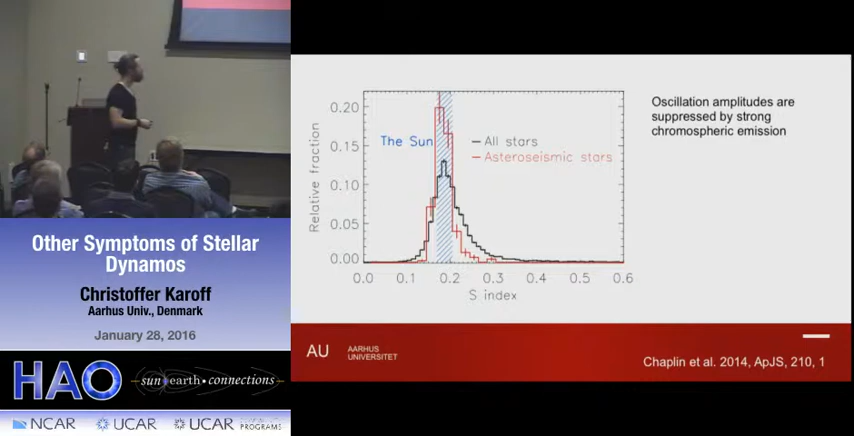 Other Symptoms of Stellar
Dynamos
Christoffer Karoff
Aarhus Univ., Denmark
January 28, 2016
HAO
sun earth • connections
NCAR
UCAR
UCAR
PROGRAMS
Oscillation amplitudes are
suppressed by strong
chromospheric emission
The Sun
All stars
Asteroseismic stars
Relative fraction
0.20
0.15
0.10
0.05
0.00
0.0 0.1 0.2 0.3 0.4 0.5 0.6
S index
AU
AARHUS
UNIVERSITET
Chaplin et al. 2014, ApJS, 210, 1